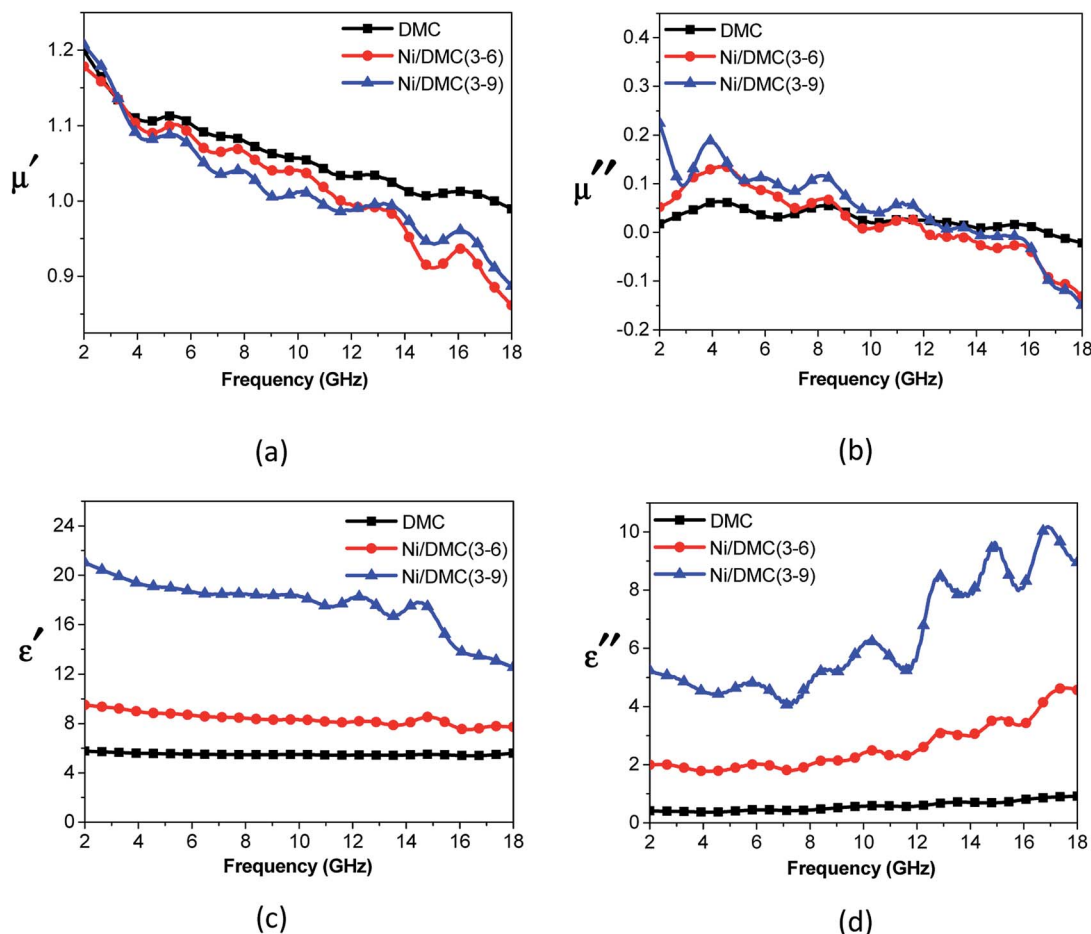 DMC
Ni/DMC(3-6)
Ni/DMC(3-9)
μ′
1.2
1.1
1.0
0.9
2 4 6 8 10 12 14 16 18
Frequency (GHz)
(a)
DMC
Ni/DMC(3-6)
Ni/DMC(3-9)
μ″
0.4
0.3
0.2
0.1
0.0
-0.1
-0.2
2 4 6 8 10 12 14 16 18
Frequency (GHz)
(b)
DMC
Ni/DMC(3-6)
Ni/DMC(3-9)
ε′
24
20
16
12
8
4
0
2 4 6 8 10 12 14 16 18
Frequency (GHz)
(c)
DMC
Ni/DMC(3-6)
Ni/DMC(3-9)
ε″
10
8
6
4
2
0
2 4 6 8 10 12 14 16 18
Frequency (GHz)
(d)